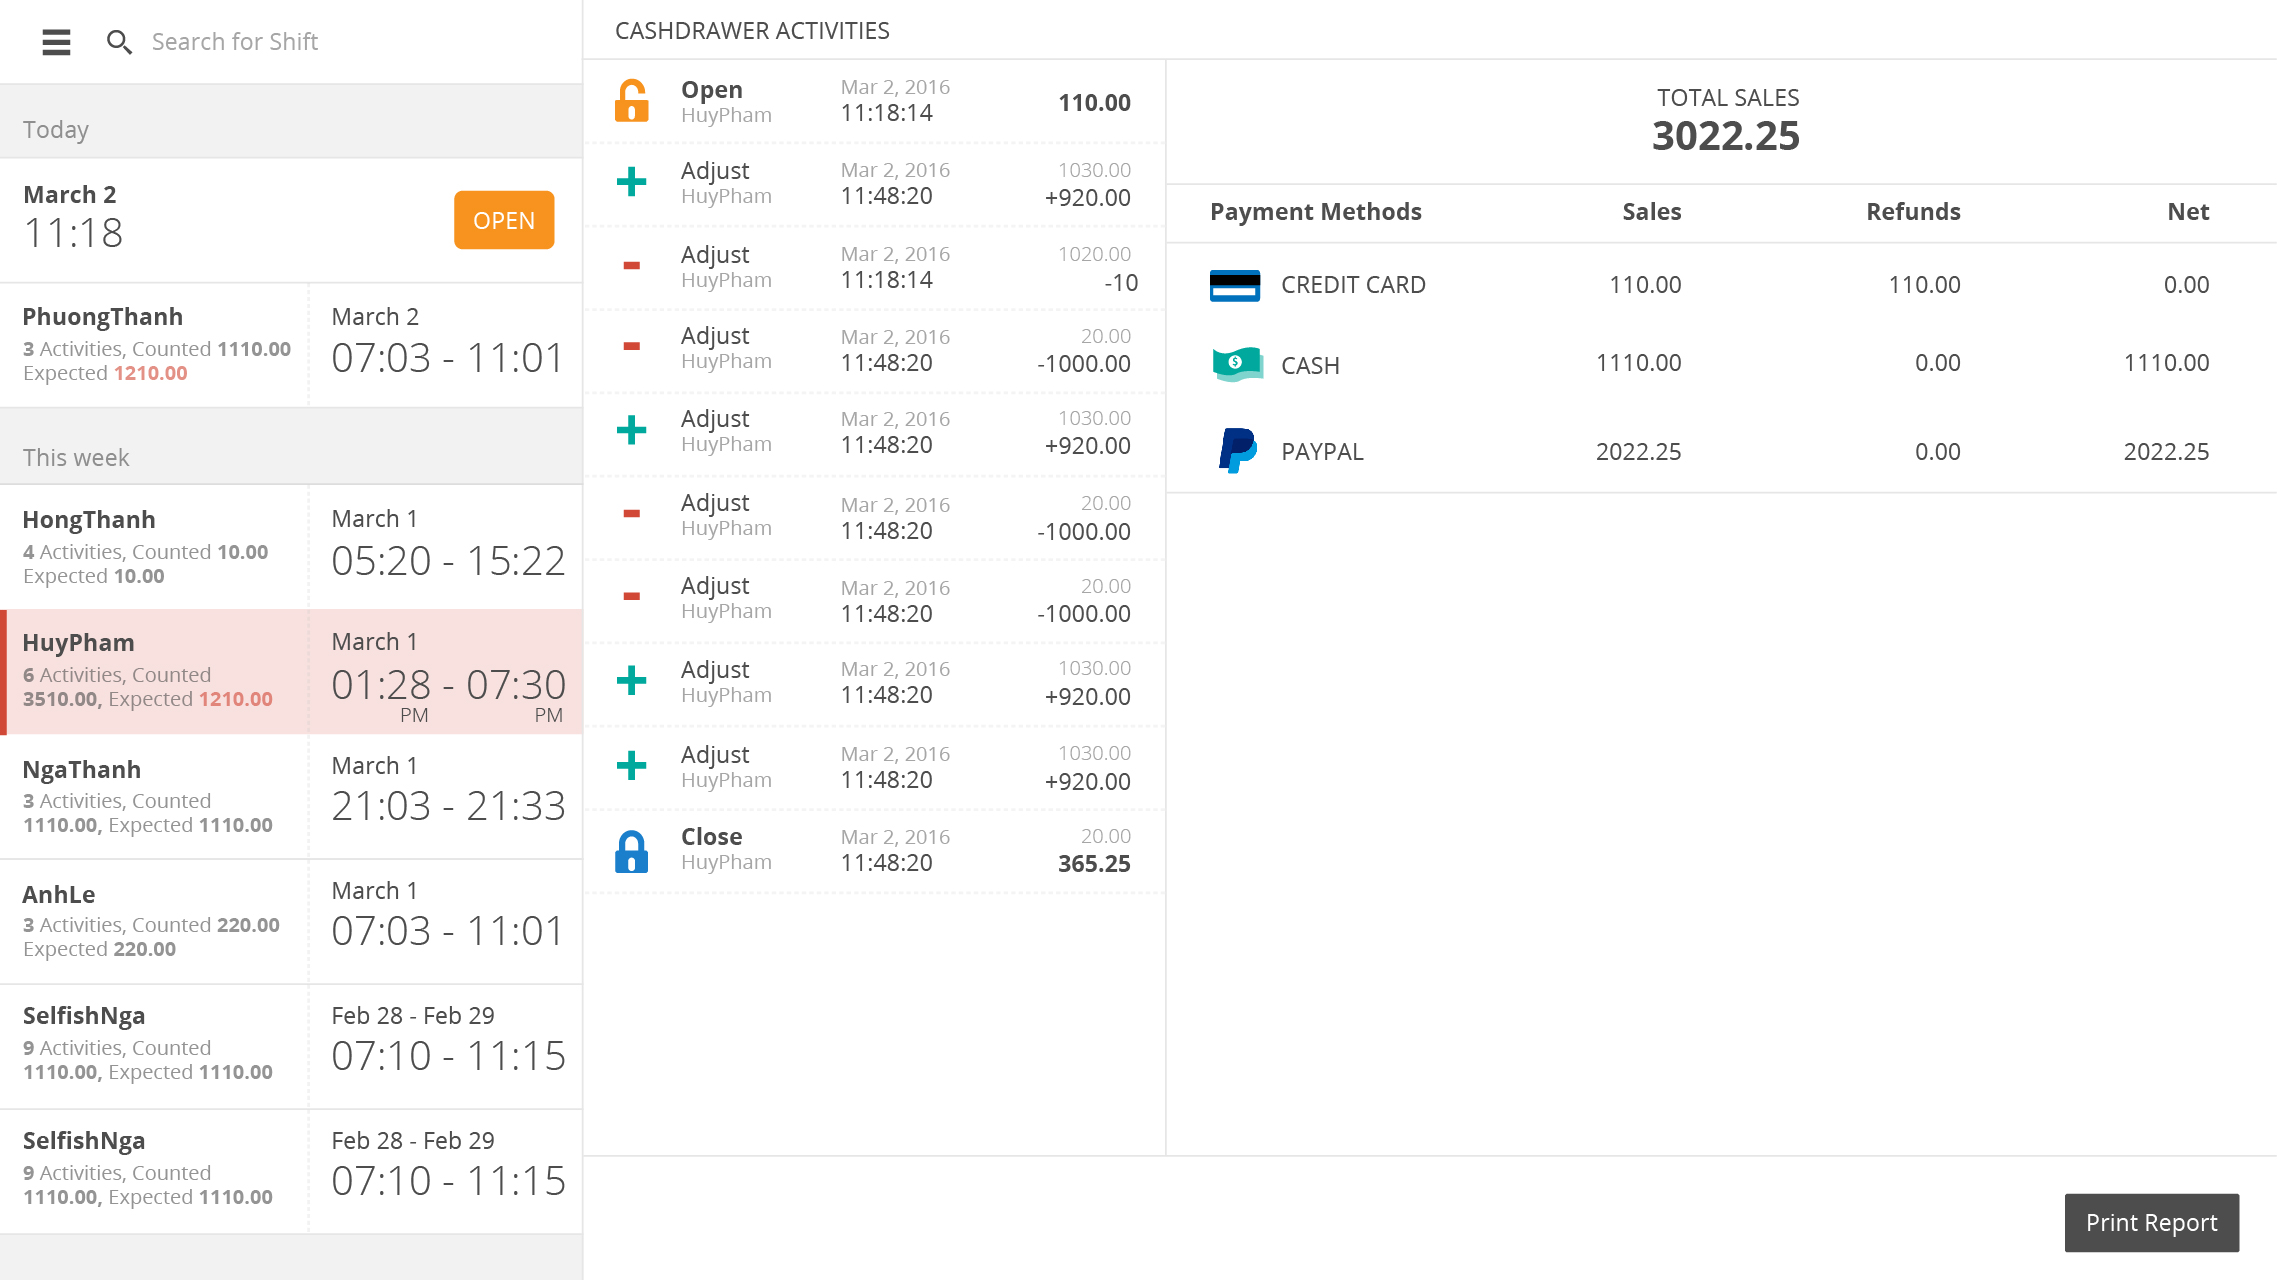 Search for Shift
Today
March 2
11:18
OPEN
PhuongThanh
3 Activities, Counted 1110.00
Expected 1210.00
March 2
07:03 - 11:01
This week
HongThanh
4 Activities, Counted 10.00
Expected 10.00
March 1
05:20 - 15:22
HuyPham
6 Activities, Counted
3510.00, Expected 1210.00
March 1
01:28 - 07:30
PM PM
NgaThanh
3 Activities, Counted
1110.00, Expected 1110.00
March 1
21:03 - 21:33
AnhLe
3 Activities, Counted 220.00
Expected 220.00
March 1
07:03 - 11:01
SelfishNga
9 Activities, Counted
1110.00, Expected 1110.00
Feb 28 - Feb 29
07:10 - 11:15
SelfishNga
9 Activities, Counted
1110.00, Expected 1110.00
Feb 28 - Feb 29
07:10 - 11:15
CASHDRAWER ACTIVITIES
Open Mar 2, 2016
HuyPham 11:18:14 110.00
Adjust Mar 2, 2016 1030.00
HuyPham 11:48:20 +920.00
Adjust Mar 2, 2016 1020.00
HuyPham 11:18:14 -10
Adjust Mar 2, 2016 20.00
HuyPham 11:48:20 -1000.00
Adjust Mar 2, 2016 1030.00
HuyPham 11:48:20 +920.00
Adjust Mar 2, 2016 20.00
HuyPham 11:48:20 -1000.00
Adjust Mar 2, 2016 20.00
HuyPham 11:48:20 -1000.00
Adjust Mar 2, 2016 1030.00
HuyPham 11:48:20 +920.00
Adjust Mar 2, 2016 1030.00
HuyPham 11:48:20 +920.00
Close Mar 2, 2016 20.00
HuyPham 11:48:20 365.25
TOTAL SALES
3022.25
Payment Methods Sales Refunds Net
CREDIT CARD 110.00 110.00 0.00
CASH 1110.00 0.00 1110.00
PAYPAL 2022.25 0.00 2022.25
Print Report